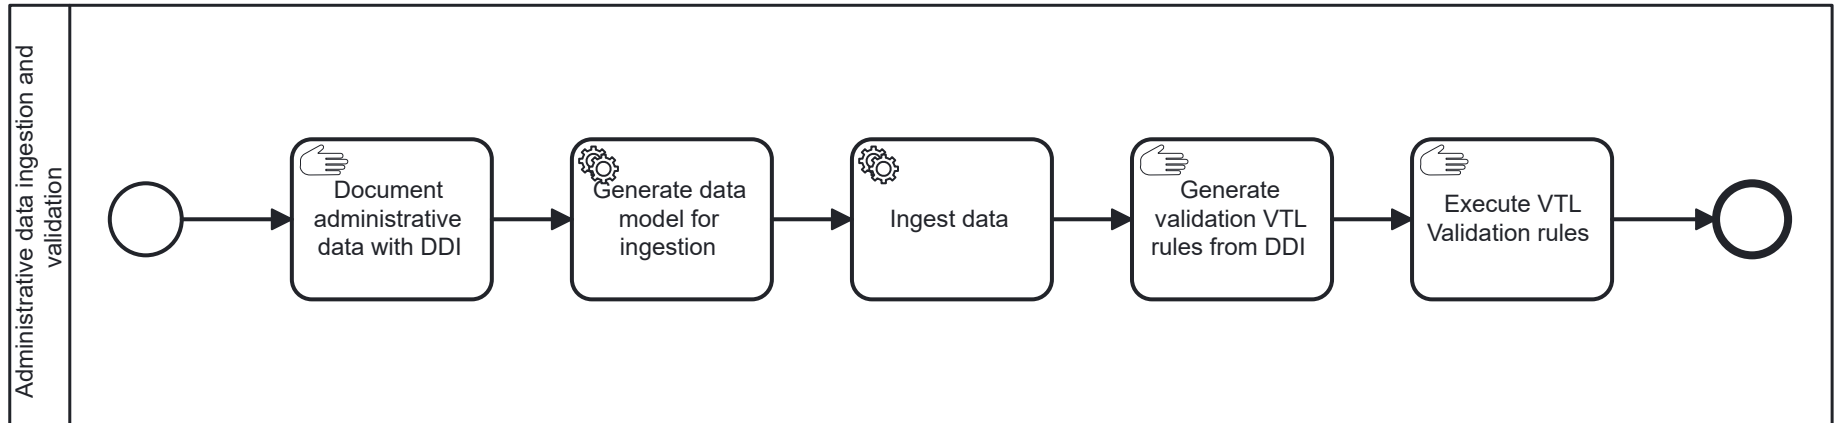 Administrative data ingestion and
validation
Document
administrative
data with DDI
Generate data
model for
ingestion
Ingest data
Generate
validation VTL
rules from DDI
Execute VTL
Validation rules